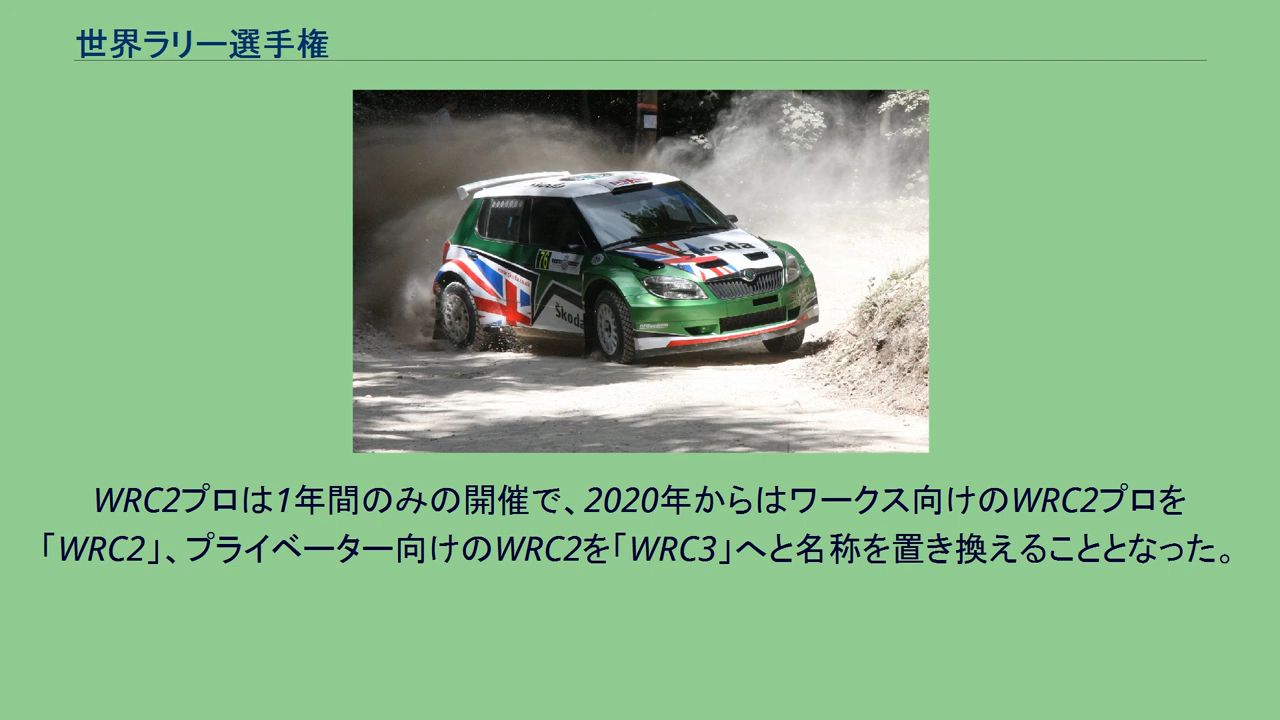 世界ラリー選手権
Škoda
76
Škoda
WRC2プロは1年間のみの開催で、2020年からはワークス向けのWRC2プロを
「WRC2」、プライベーター向けのWRC2を「WRC3」へと名称を置き換えることとなった。